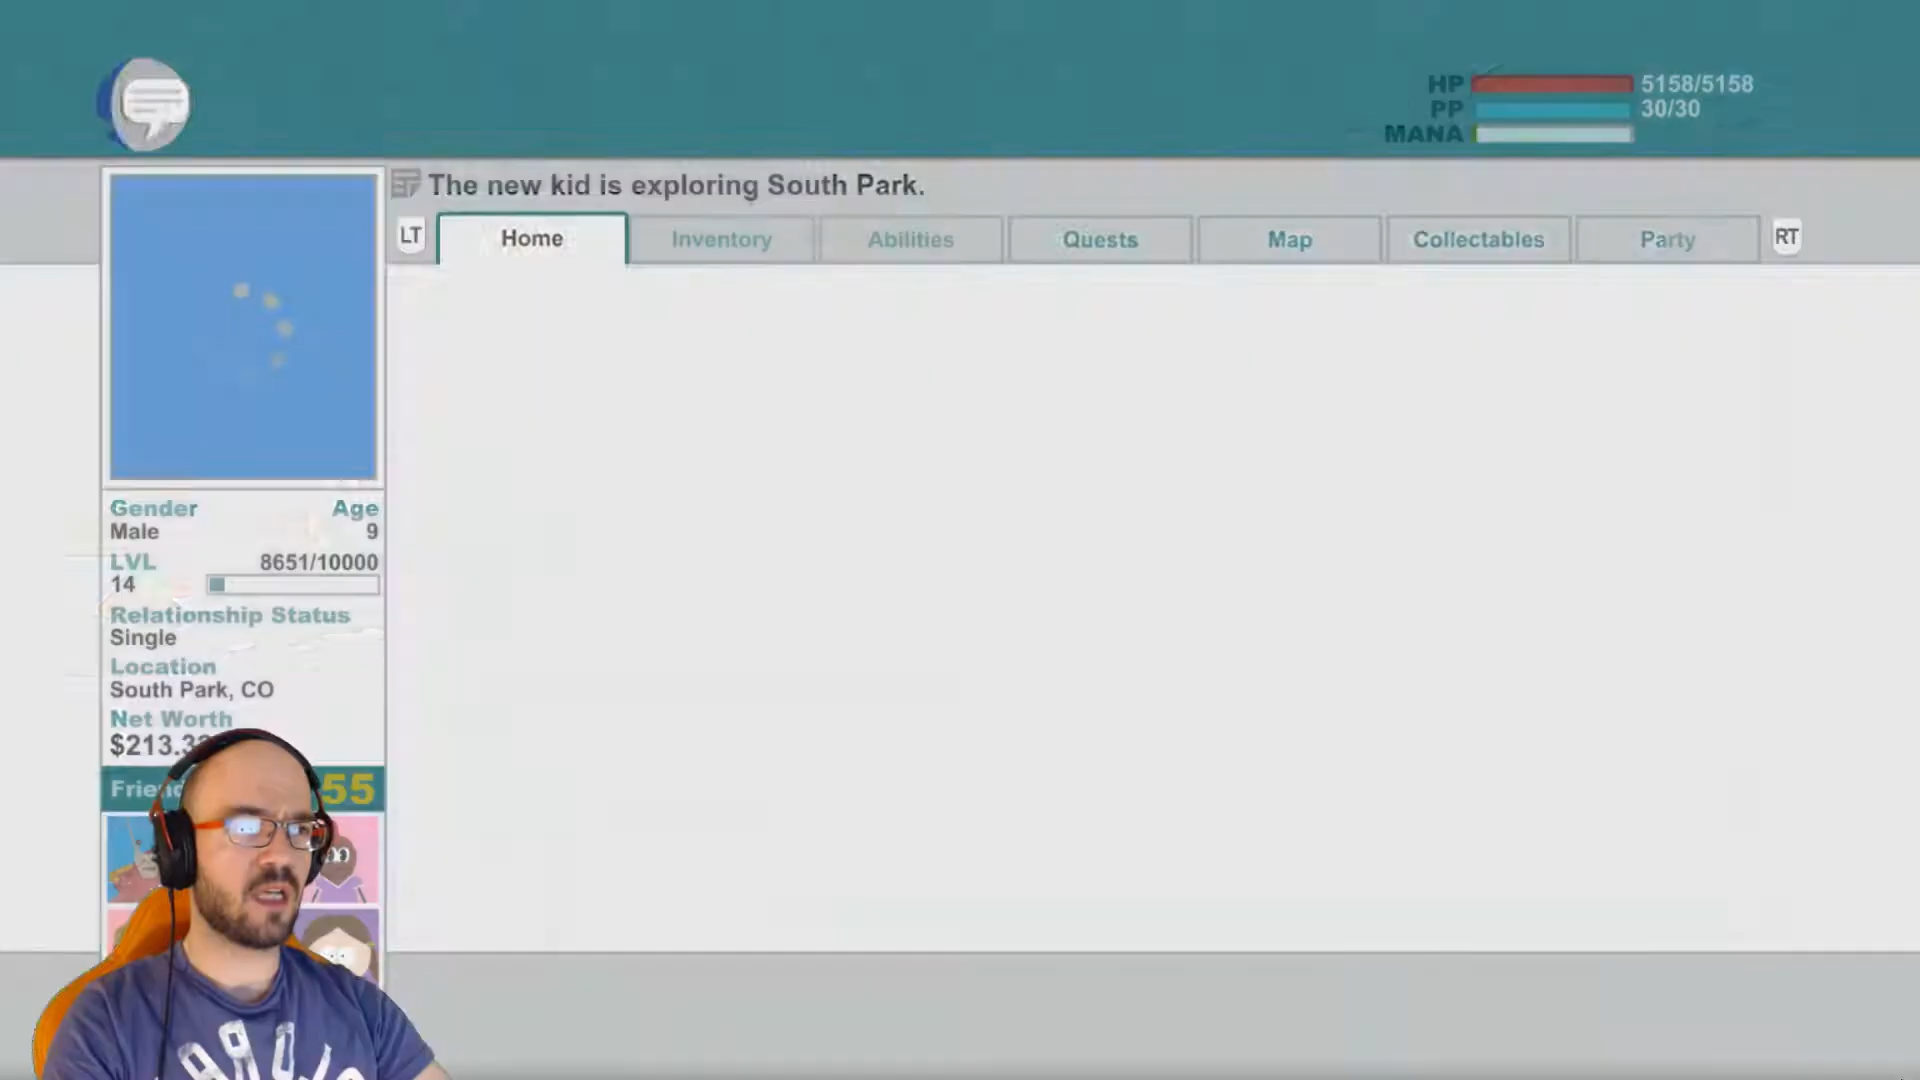 HP 5158/5158
PP 30/30
MANA
The new kid is exploring South Park.
LT Home Inventory Abilities Quests Map Collectables Party RT
Gender Age
Male 9
LVL 8651/10000
14
Relationship Status
Single
Location
South Park, CO
Net Worth
55